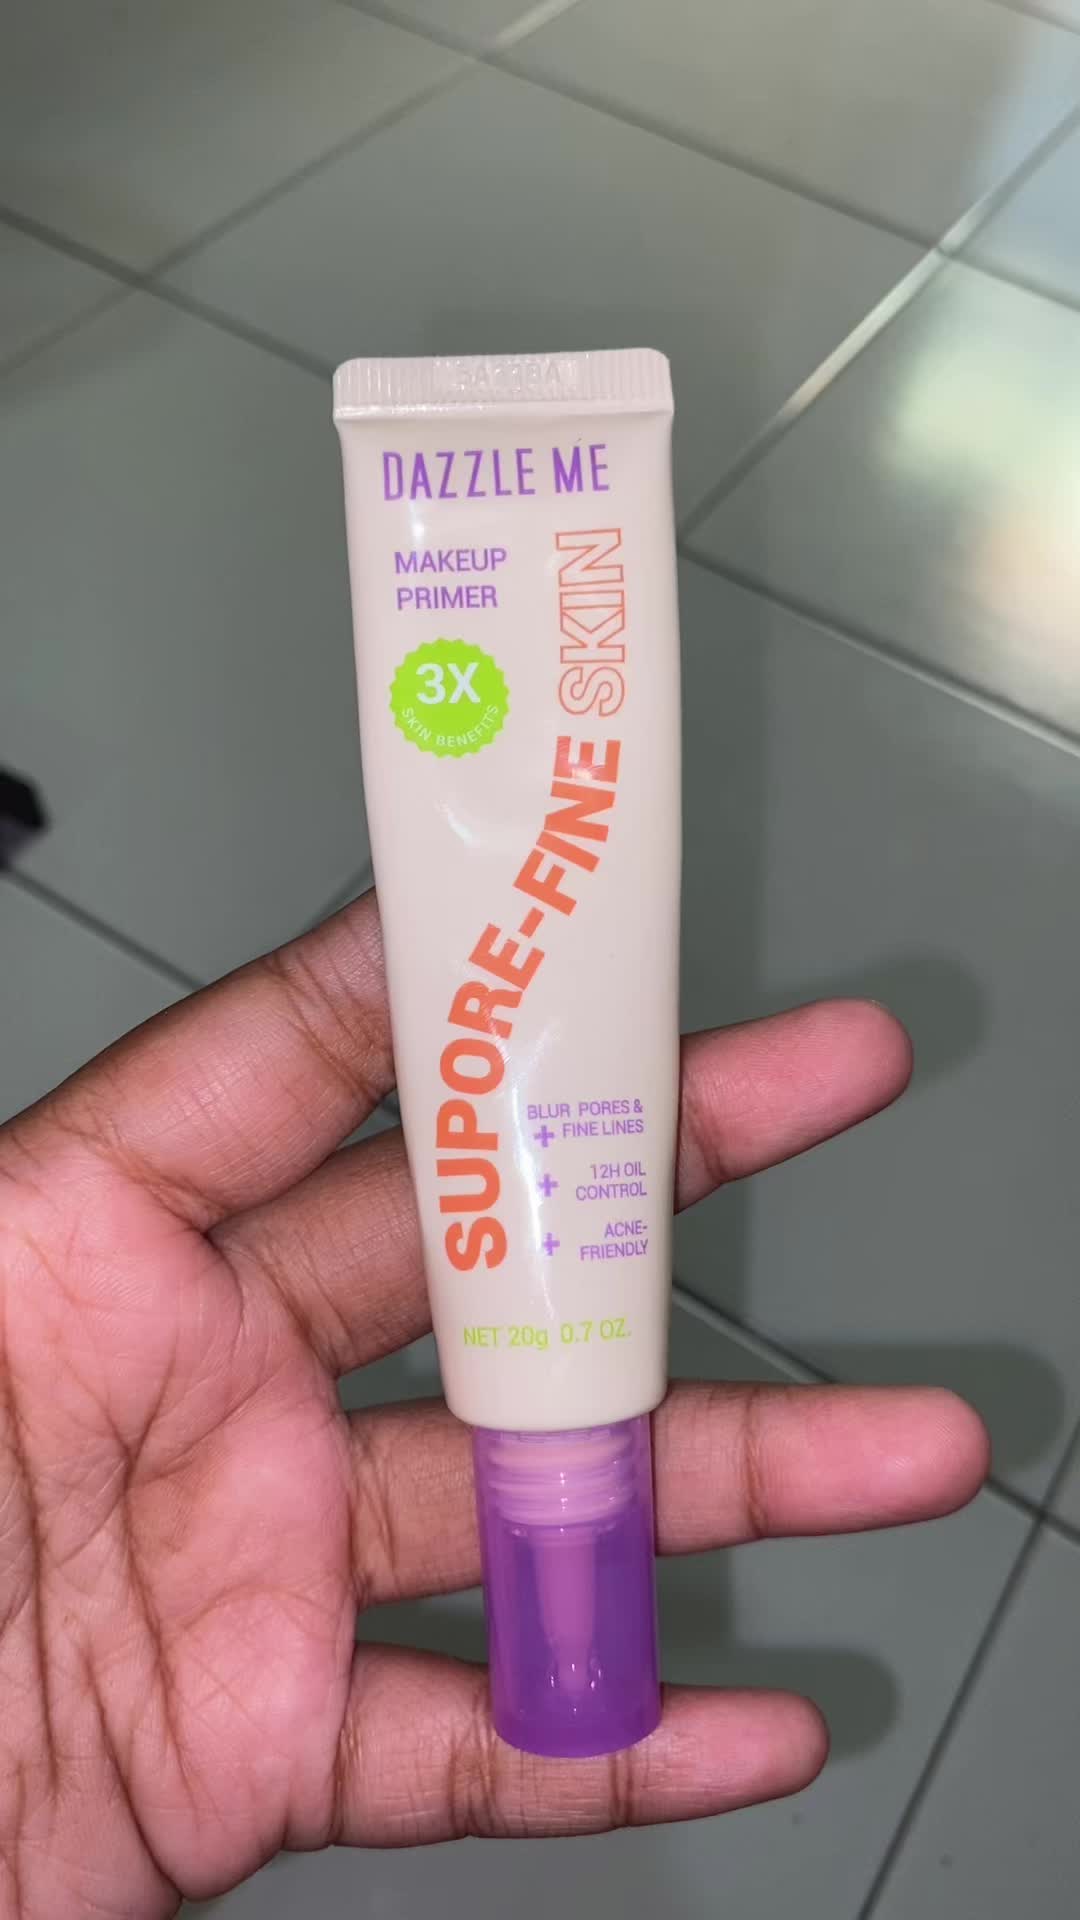 DAZZLE ME
MAKEUP
PRIMER
3X
SKIN BENEFITS
SUPORE-FINE SKIN
BLUR PORES &
+ FINE LINES
+ 12H OIL
CONTROL
+ ACNE-
FRIENDLY
NET 20g 0.7 OZ.